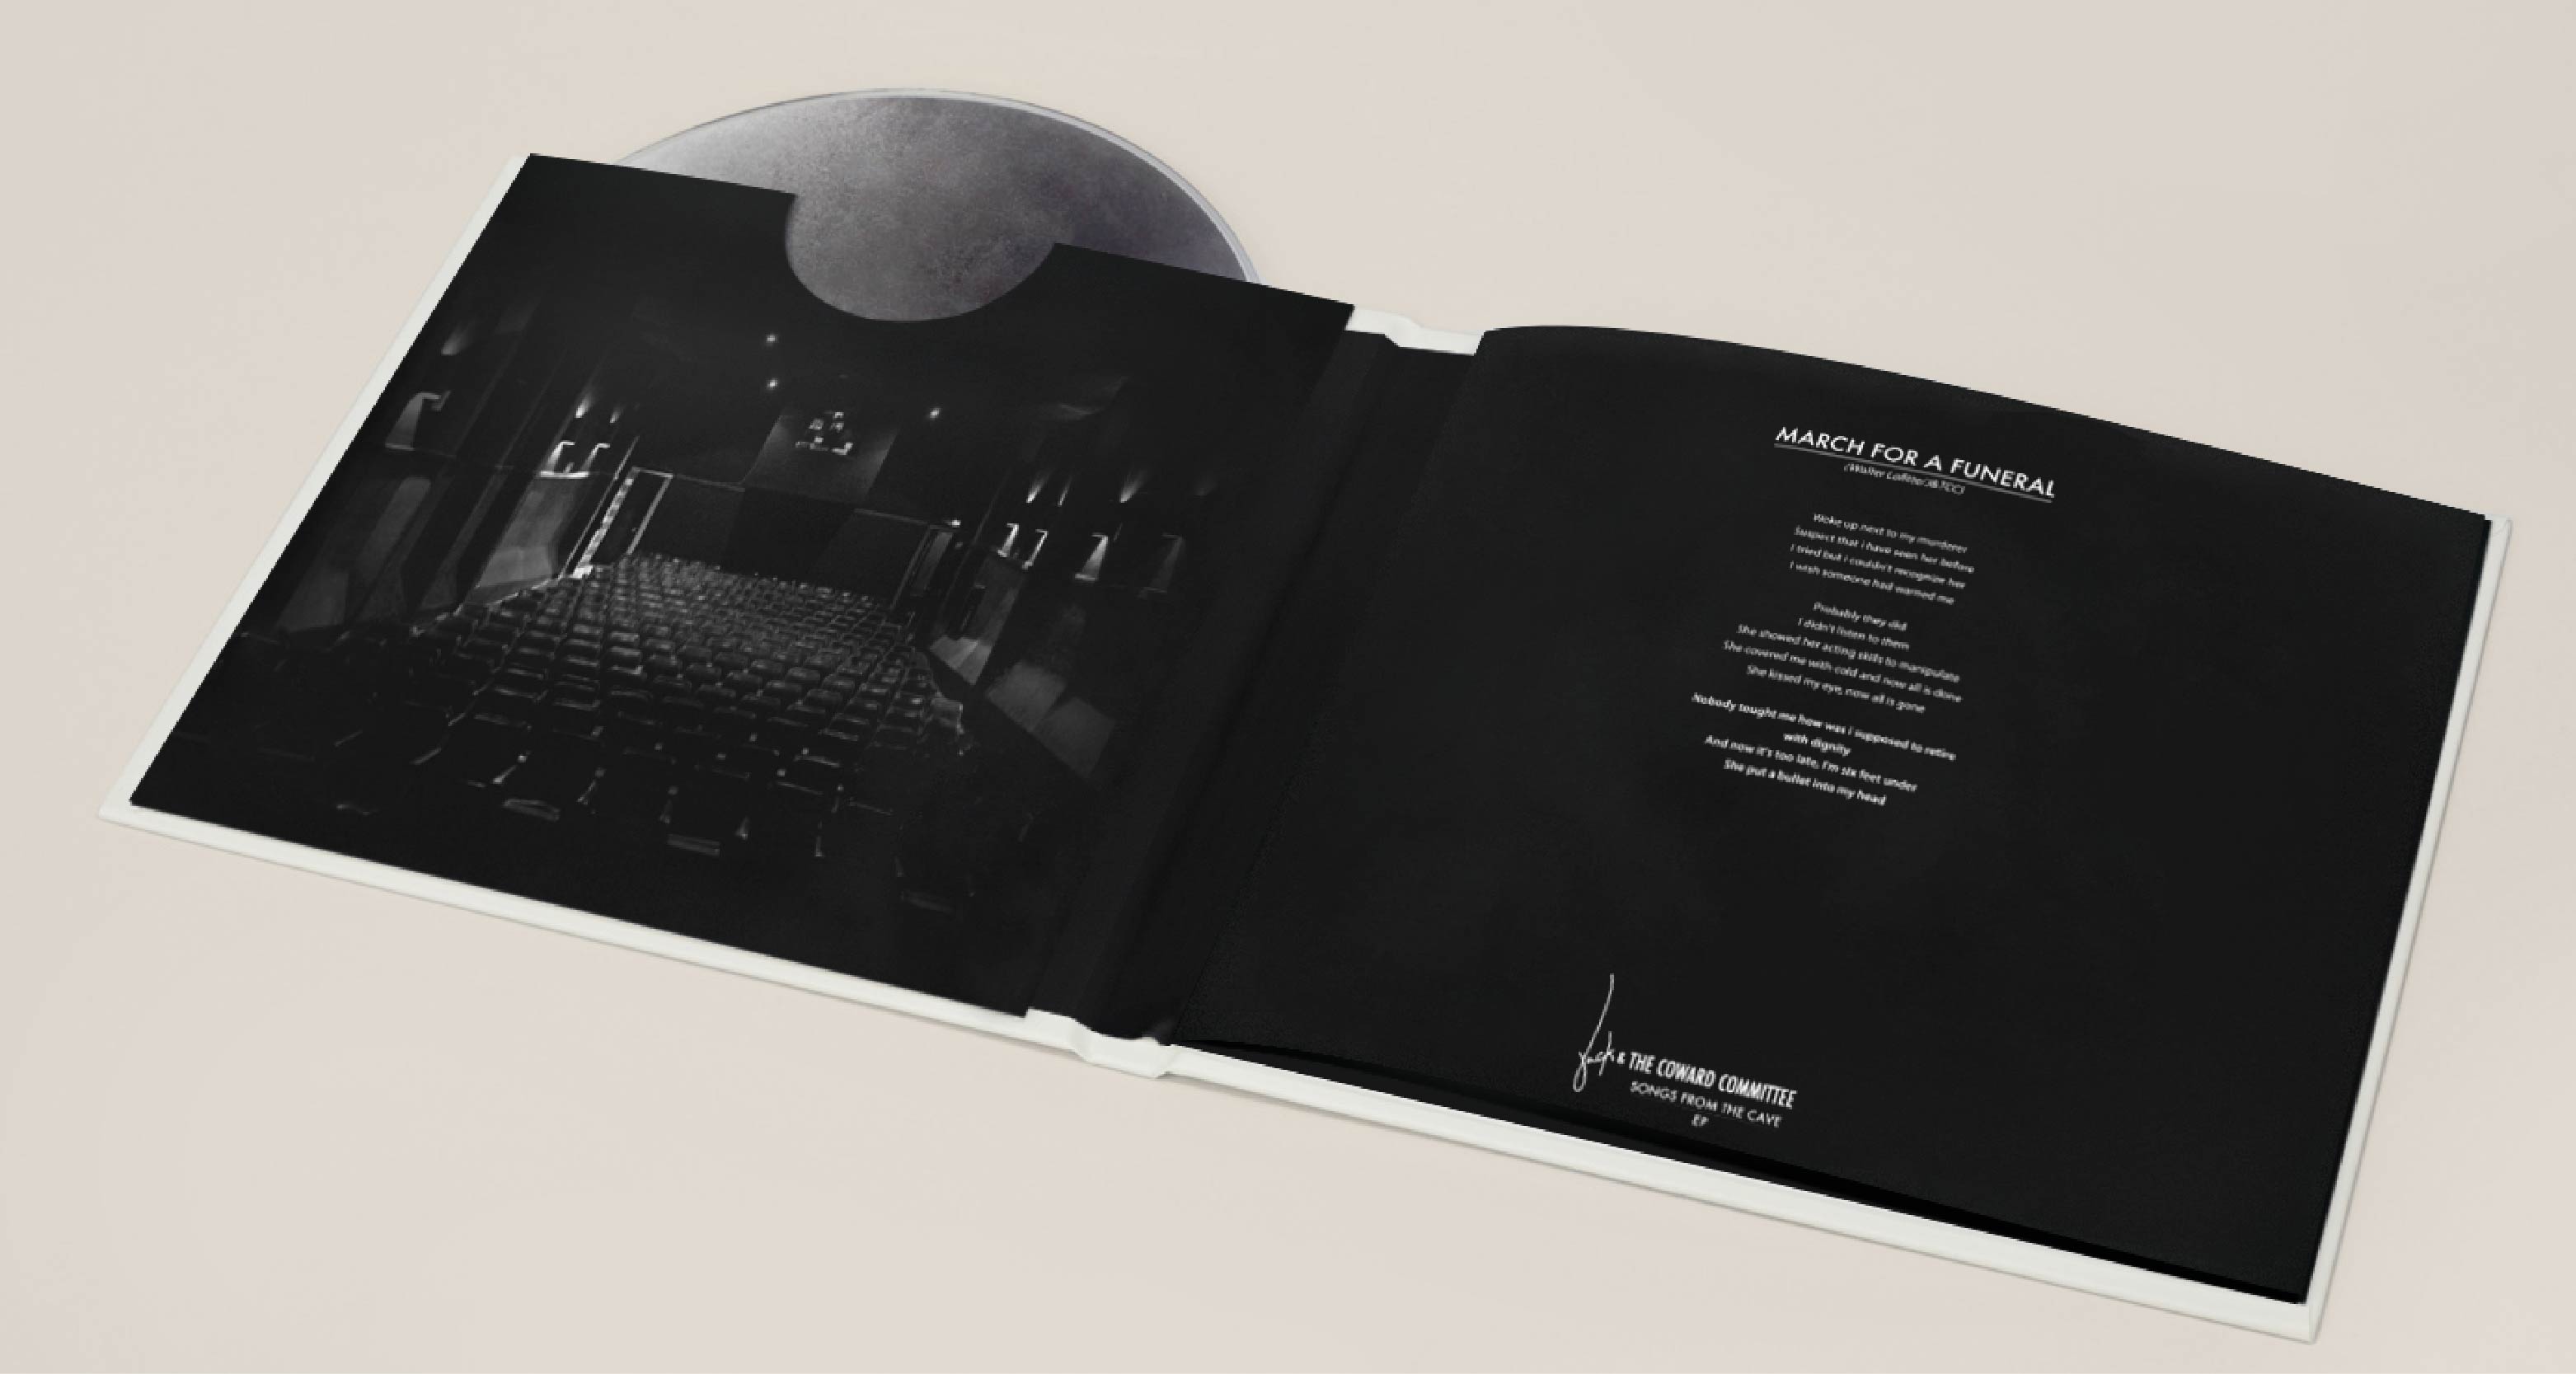 MARCH FOR A FUNERAL
Woke up next to my murderer
Suspect that i have seen her before
I tried but i couldn't recognize her
I wish someone had warned me
Probably they did
I didn't listen to them
She showed her acting skills to manipulate
She covered me with cold and now all is done
She kissed my eye, now all is gone
Nobody tought me how was i supposed to retire
with dignity
And now it's too late, I'm six feet under
She put a bullet into my head
Jack & THE COWARD COMMITTEE
SONGS FROM THE CAVE
EP